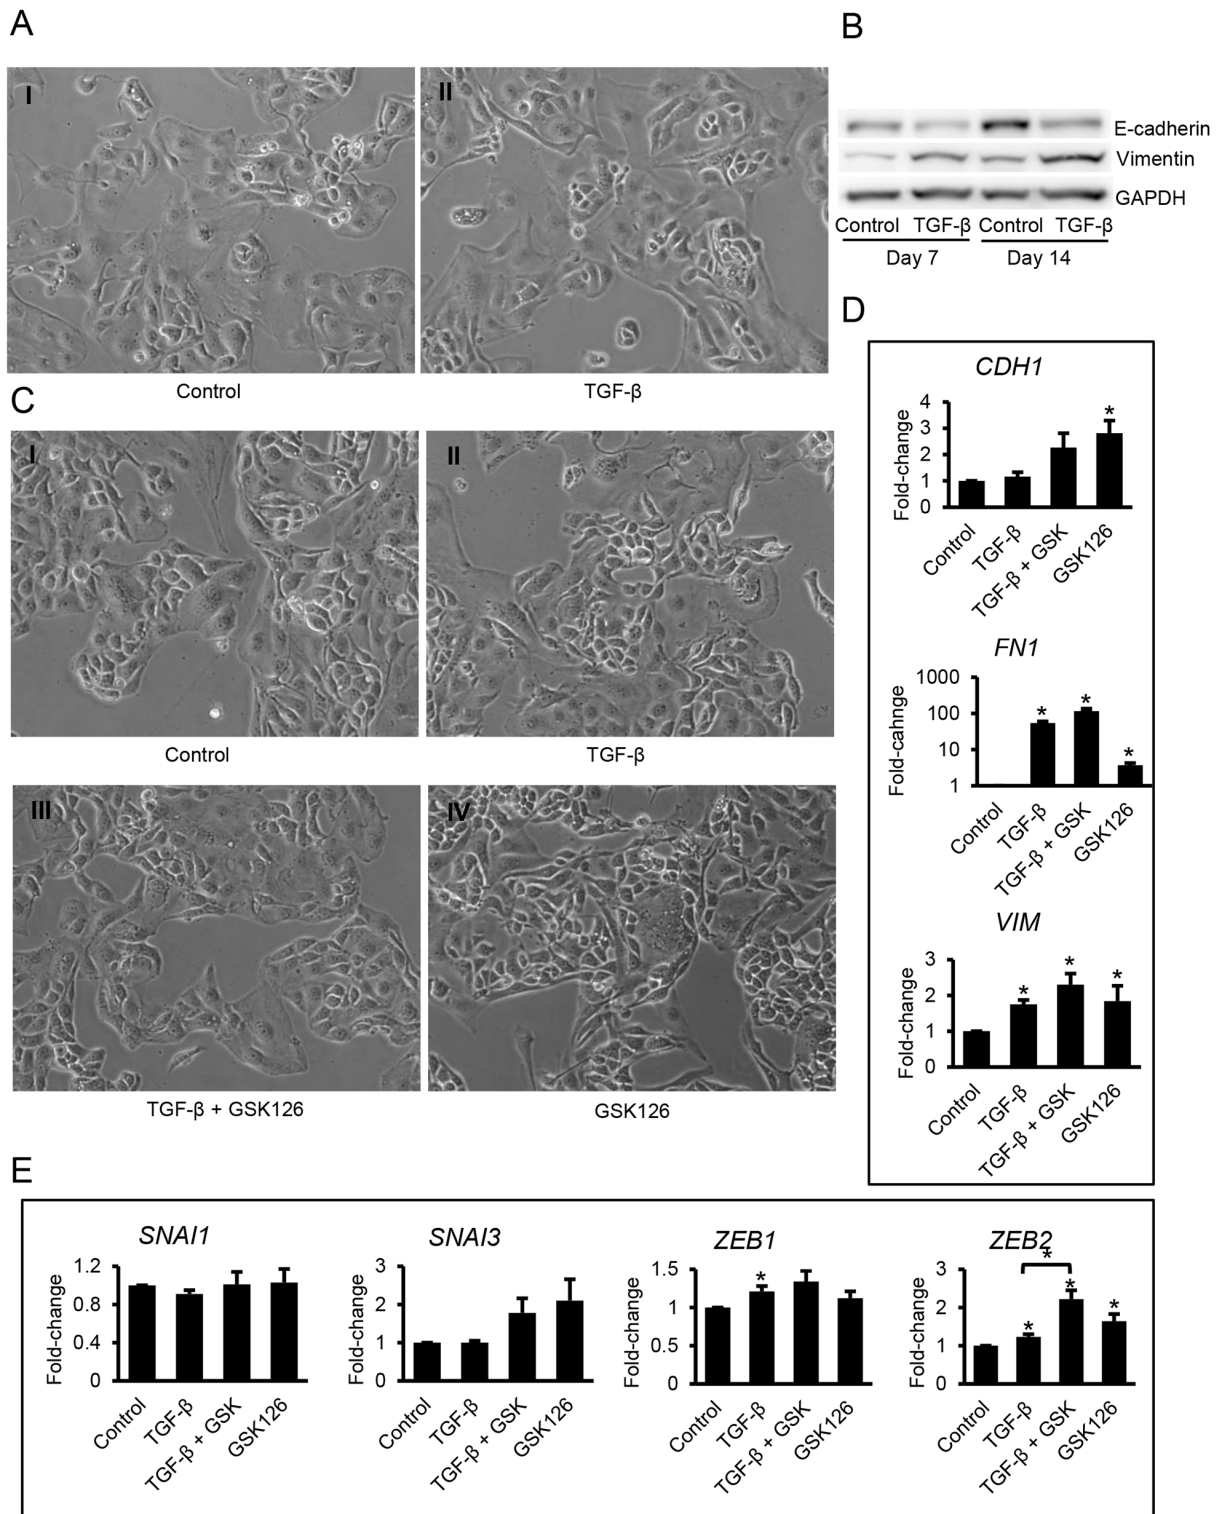 A
I
II
Control
TGF-β
B
E-cadherin
Vimentin
GAPDH
Control TGF-β Control TGF-β
Day 7 Day 14
C
I
II
Control
TGF-β
III
IV
TGF-β + GSK126
GSK126
D
CDH1
Fold-change
4
3
2
1
0
*
Control
TGF-β
TGF-β + GSK
GSK126
FN1
Fold-cahnge
1000
100
10
1
*
*
*
Control
TGF-β
TGF-β + GSK
GSK126
VIM
Fold-change
3
2
1
0
*
*
*
Control
TGF-β
TGF-β + GSK
GSK126
E
SNAI1
Fold-change
1.2
0.8
0.4
0
Control
TGF-β
TGF-β + GSK
GSK126
SNAI3
Fold-change
3
2
1
0
Control
TGF-β
TGF-β + GSK
GSK126
ZEB1
Fold-change
1.5
1
0.5
0
*
Control
TGF-β
TGF-β + GSK
GSK126
ZEB2
Fold-change
3
2
1
0
*
*
*
*
Control
TGF-β
TGF-β + GSK
GSK126